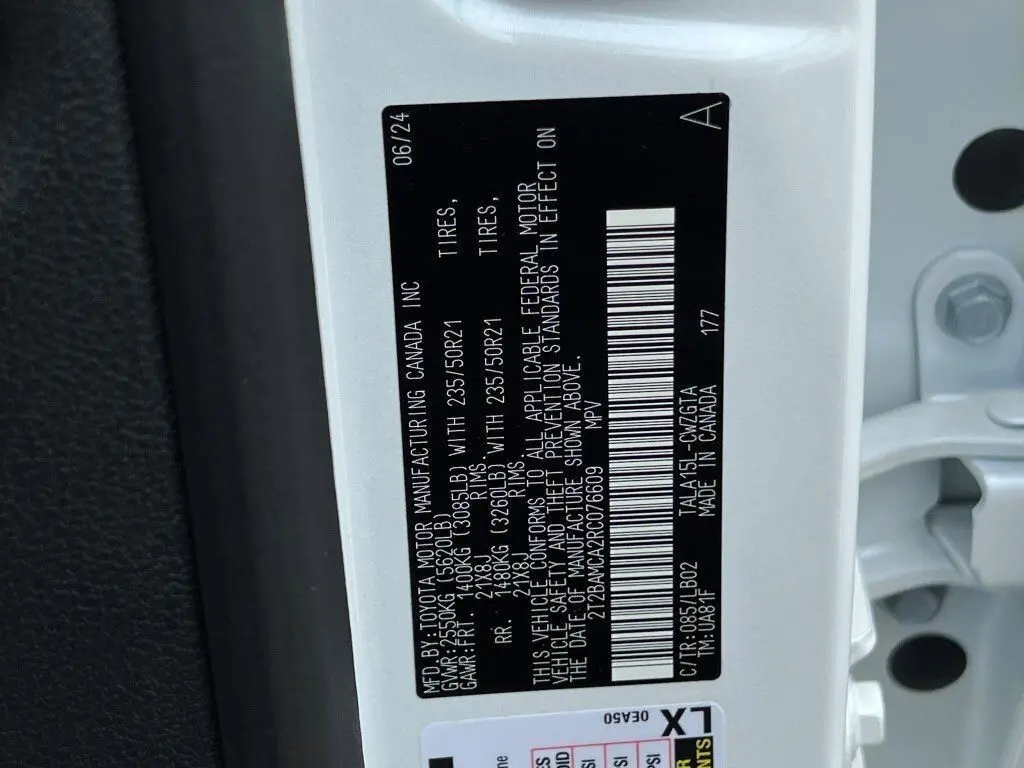 MFD.BY:TOYOTA MOTOR MANUFACTURING CANADA INC 06/24
GVWR:2550KG (5620LB)
GAWR:FRT. 1400KG (3085LB) WITH 235/50R21 TIRES,
21X8J RIMS.
RR. 1480KG (3260LB) WITH 235/50R21 TIRES,
21X8J RIMS
THIS VEHICLE CONFORMS TO ALL APPLICABLE FEDERAL MOTOR
VEHICLE SAFETY AND THEFT PREVENTION STANDARDS IN EFFECT ON
THE DATE OF MANUFACTURE SHOWN ABOVE.
2T2BAMCA2RC076609 MPV
C/TR:085/LB02 TALA15L-CWZGTA 177
TM:UA81F MADE IN CANADA A
LX
0EA50